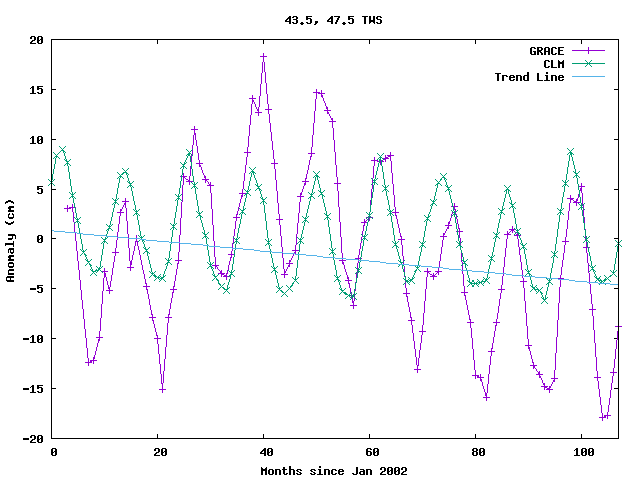 43.5, 47.5 TWS
GRACE
CLM
Trend Line
20
15
10
5
0
-5
-10
-15
-20
Anomaly (cm)
0 20 40 60 80 100
Months since Jan 2002